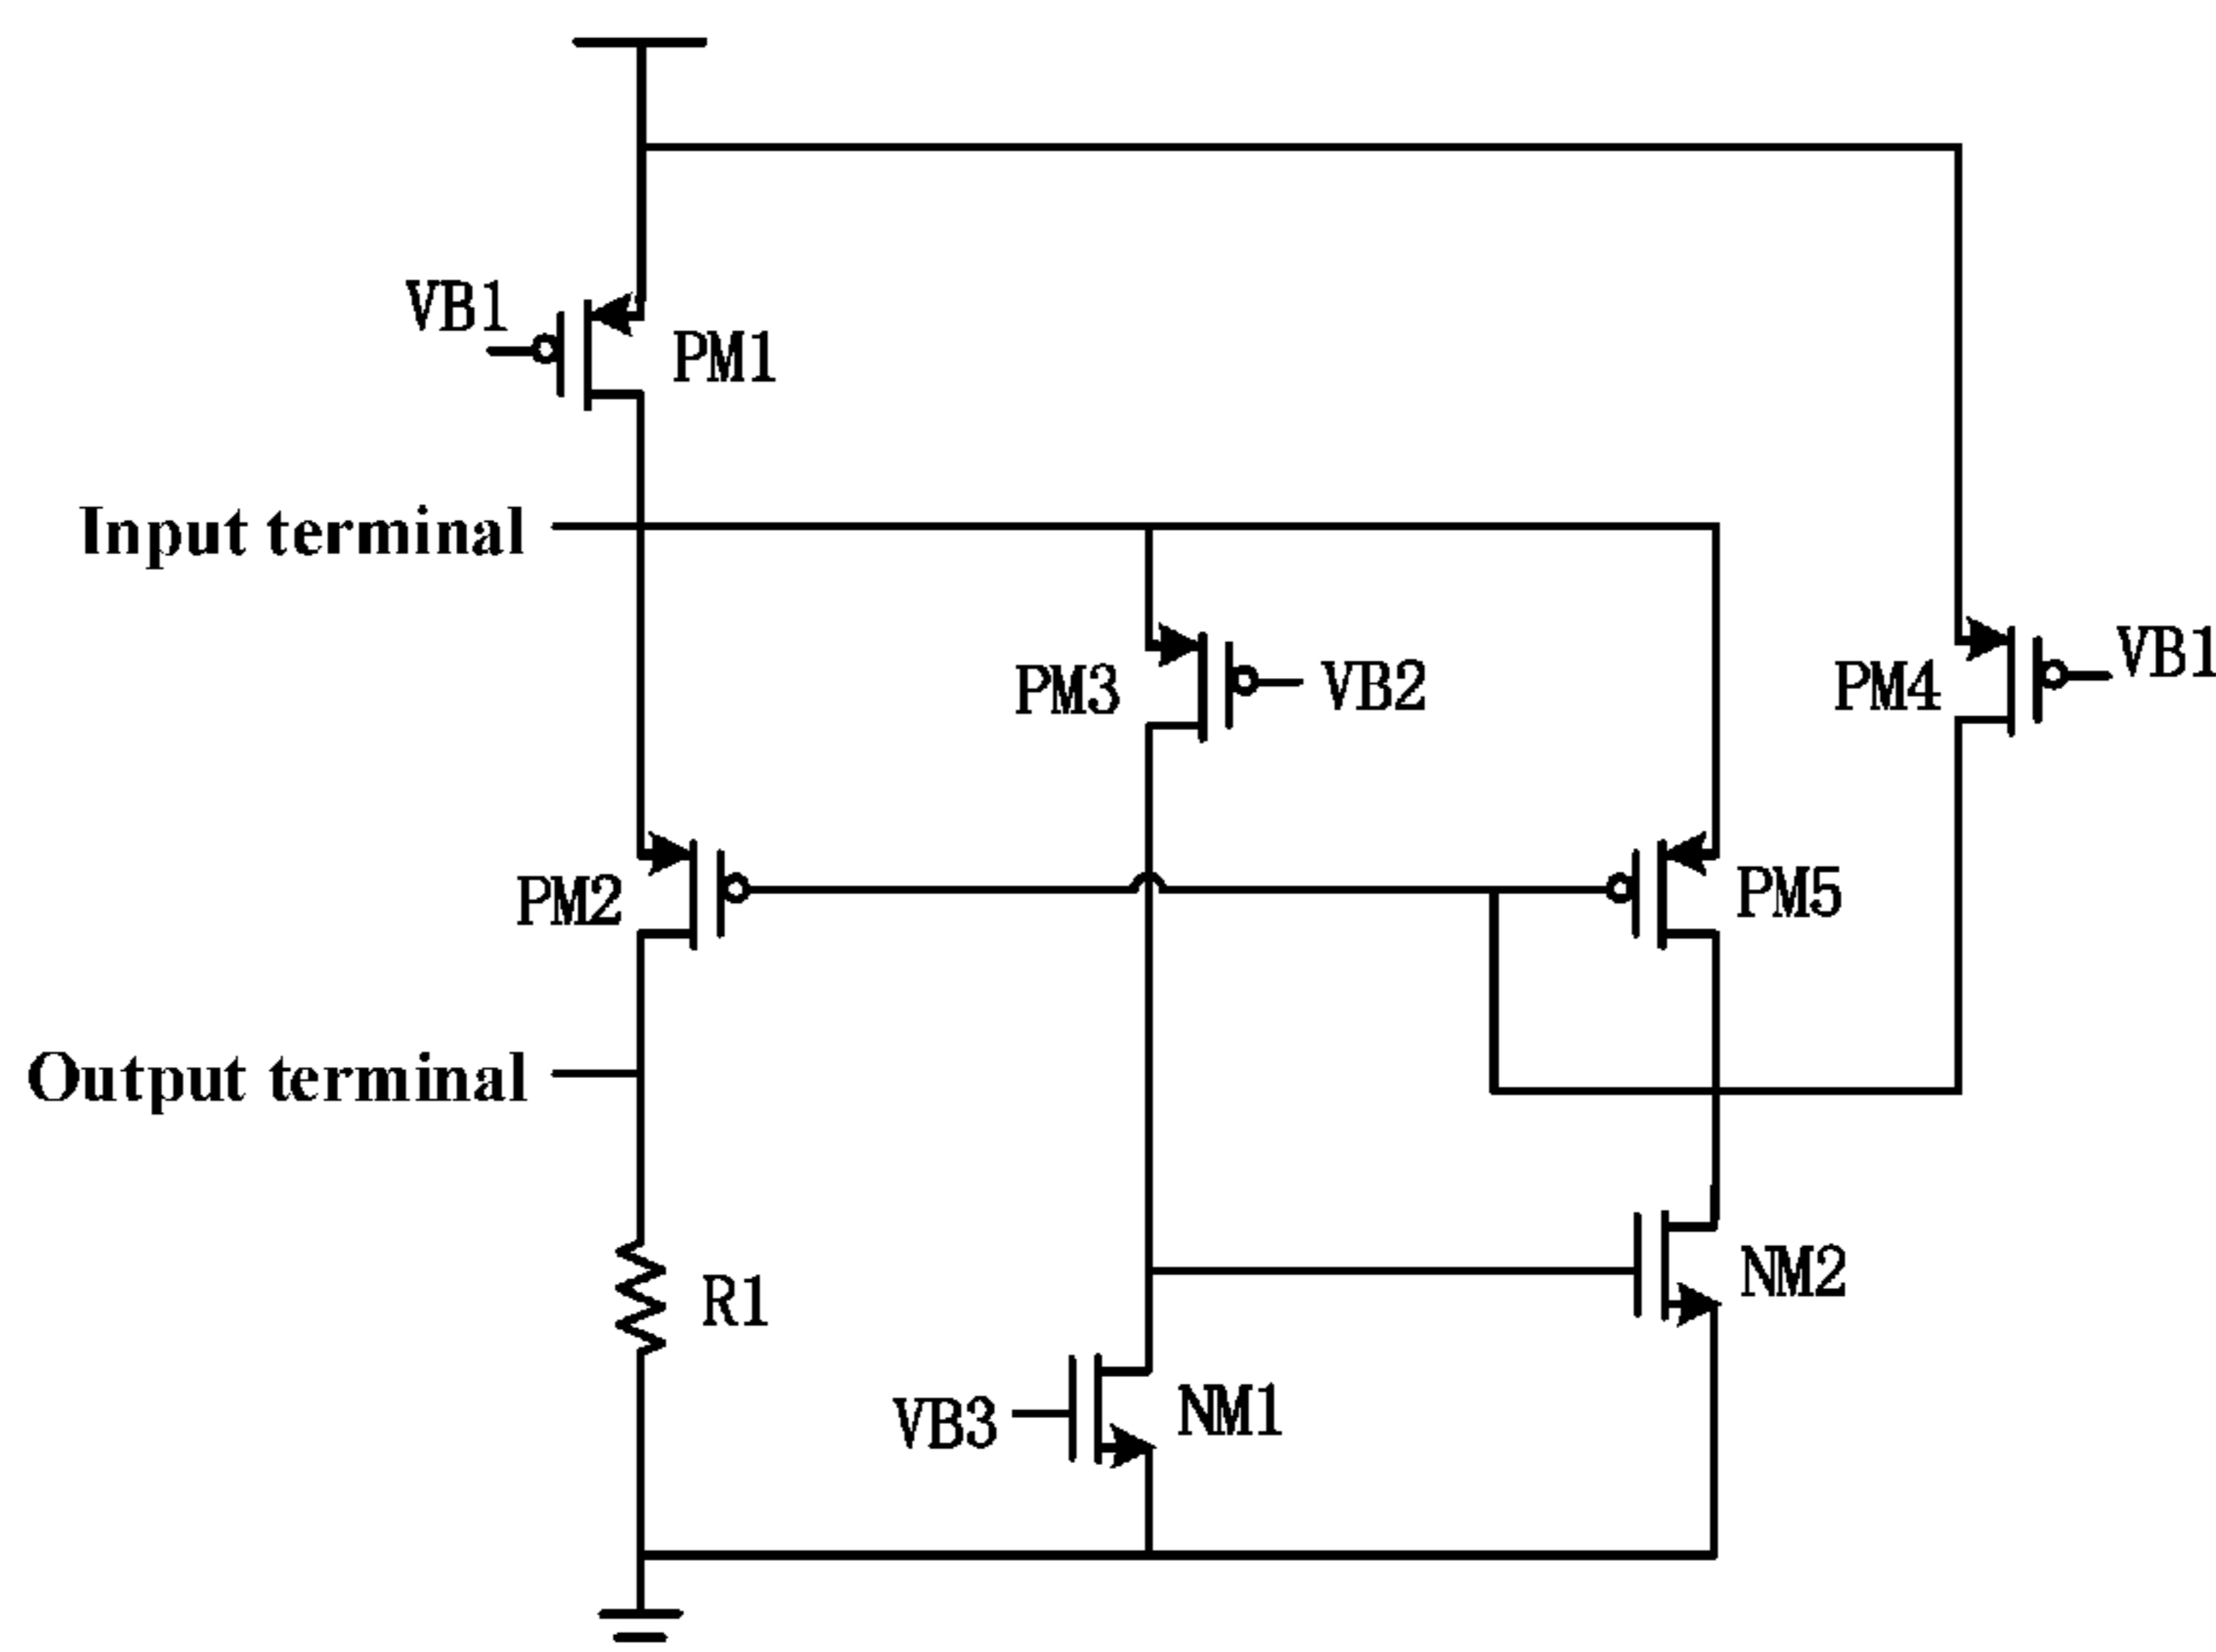 VB1
PM1
Input terminal
PM3
VB2
PM4
VB1
PM2
PM5
Output terminal
R1
NM2
VB3
NM1